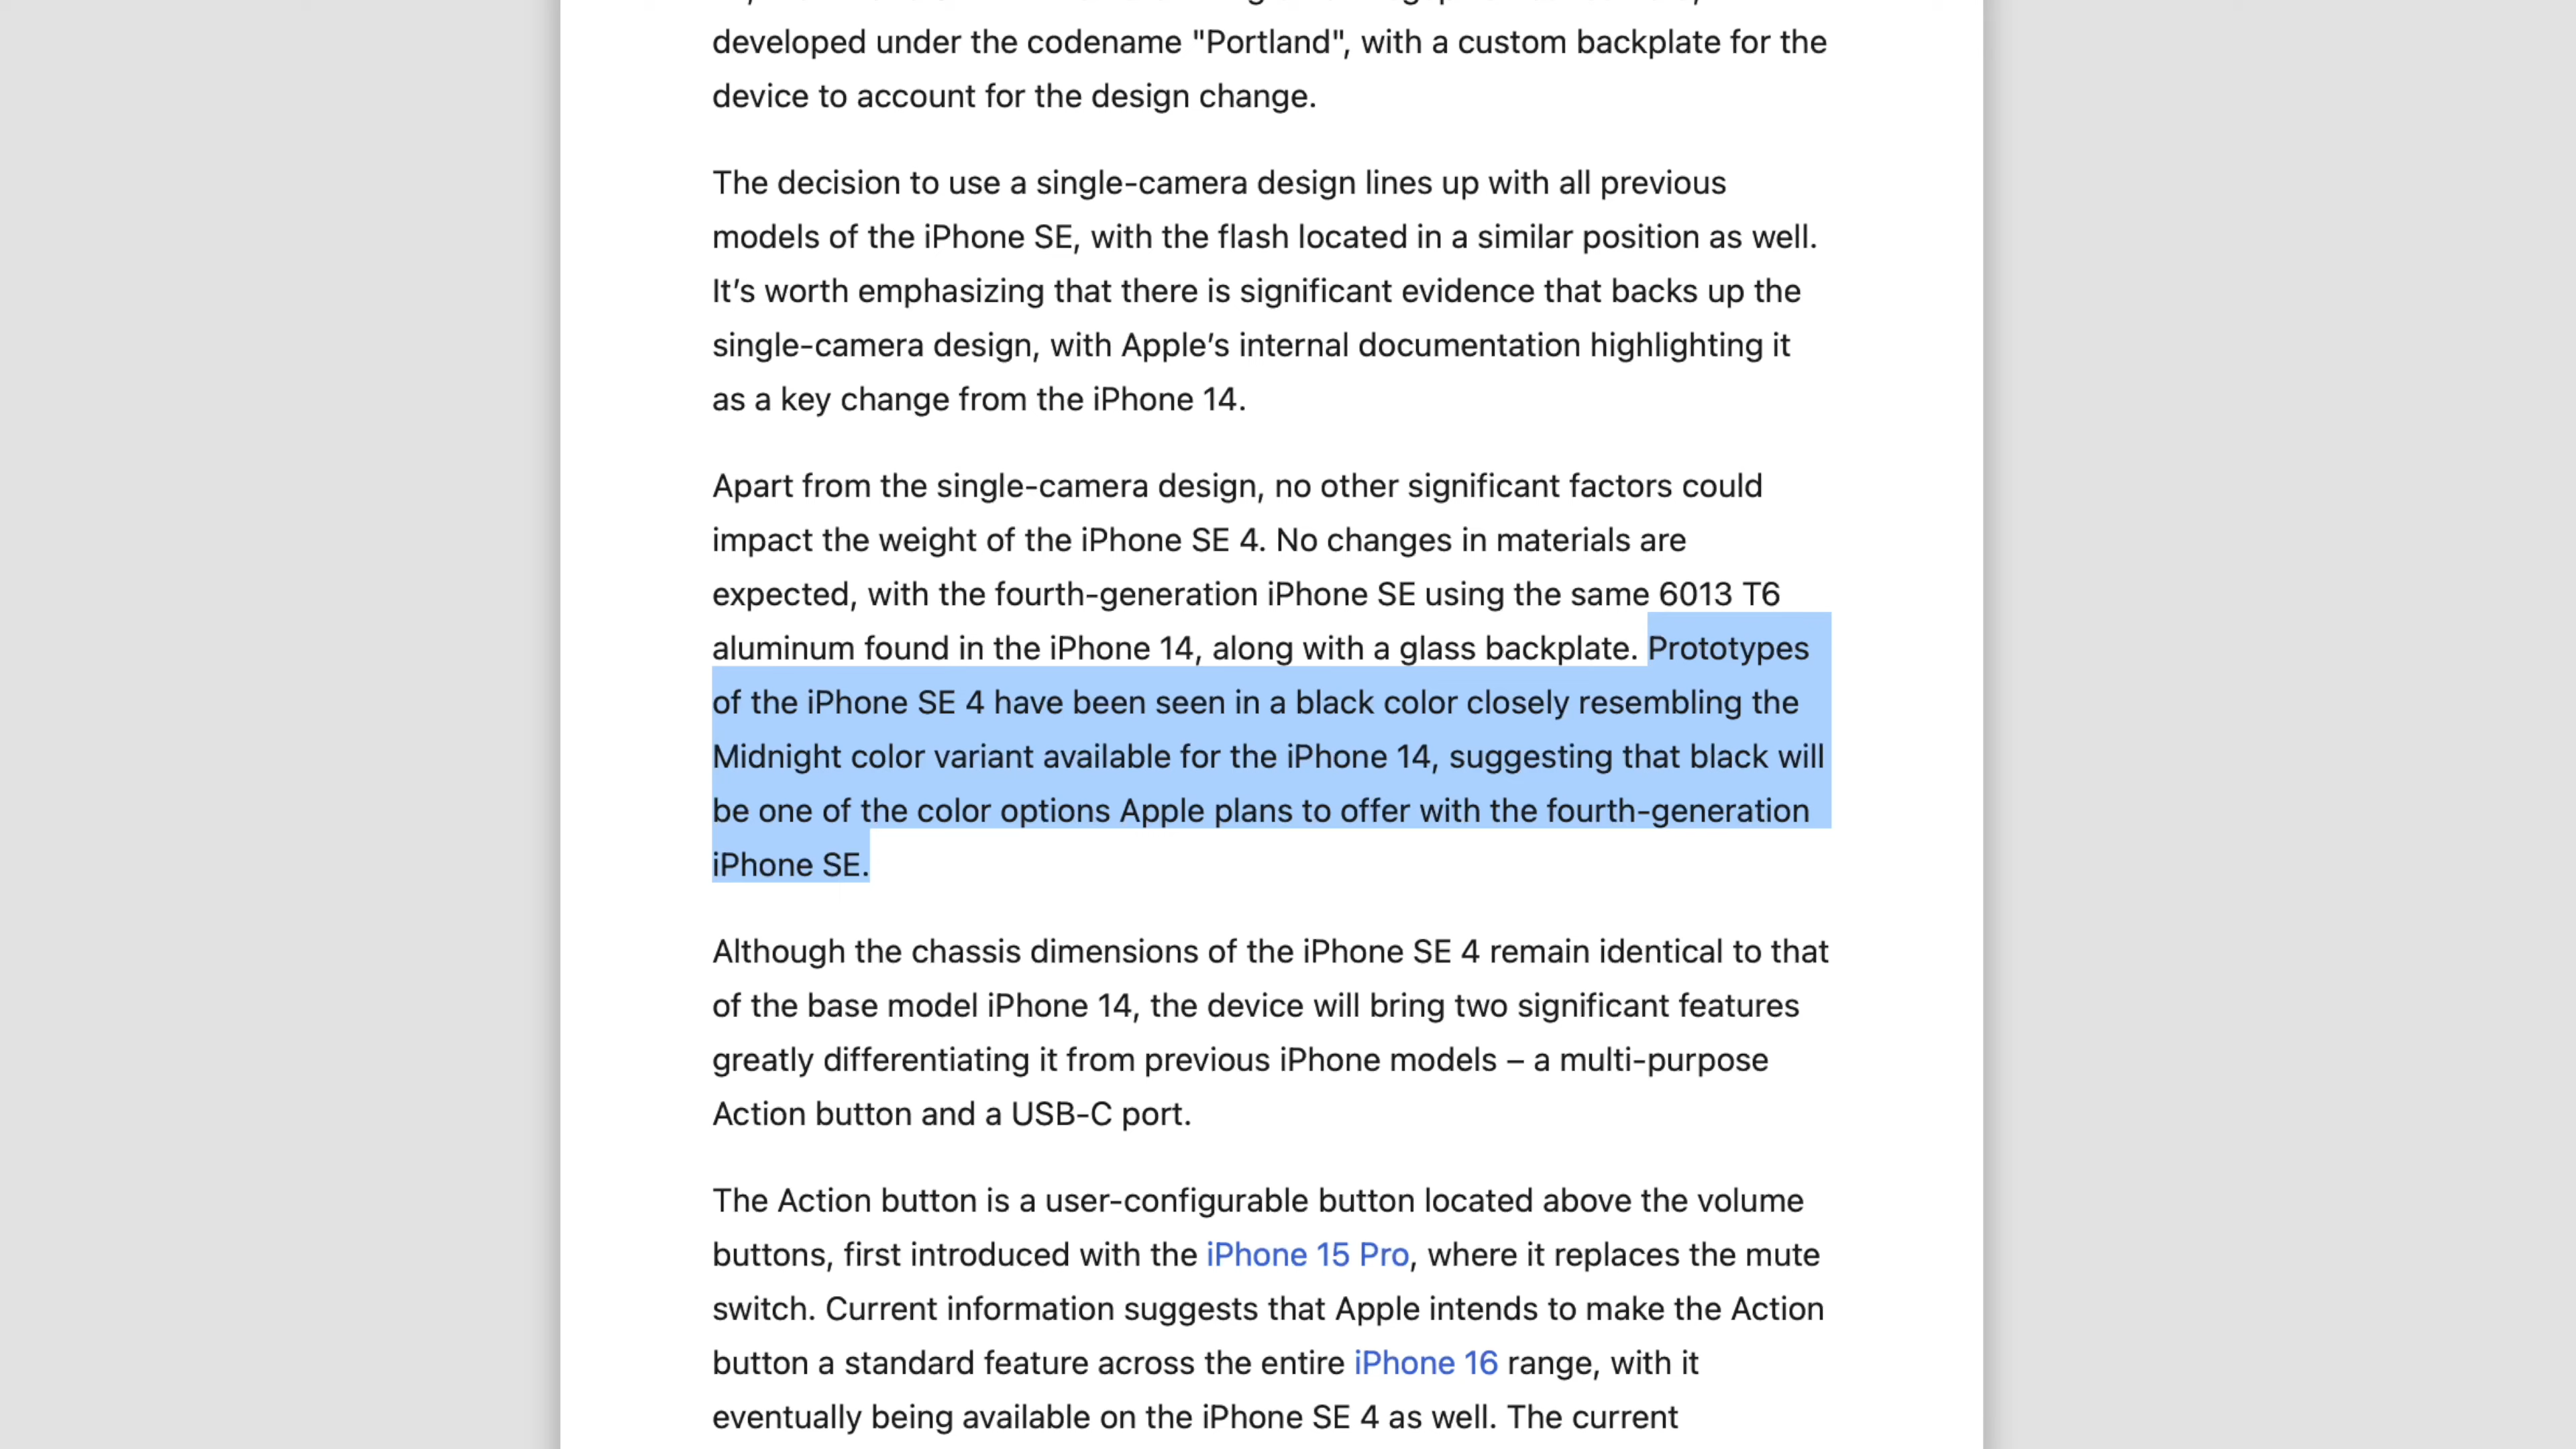 developed under the codename "Portland", with a custom backplate for the
device to account for the design change.
The decision to use a single-camera design lines up with all previous
models of the iPhone SE, with the flash located in a similar position as well.
It’s worth emphasizing that there is significant evidence that backs up the
single-camera design, with Apple’s internal documentation highlighting it
as a key change from the iPhone 14.
Apart from the single-camera design, no other significant factors could
impact the weight of the iPhone SE 4. No changes in materials are
expected, with the fourth-generation iPhone SE using the same 6013 T6
aluminum found in the iPhone 14, along with a glass backplate. Prototypes
of the iPhone SE 4 have been seen in a black color closely resembling the
Midnight color variant available for the iPhone 14, suggesting that black will
be one of the color options Apple plans to offer with the fourth-generation
iPhone SE.
Although the chassis dimensions of the iPhone SE 4 remain identical to that
of the base model iPhone 14, the device will bring two significant features
greatly differentiating it from previous iPhone models – a multi-purpose
Action button and a USB-C port.
The Action button is a user-configurable button located above the volume
buttons, first introduced with the iPhone 15 Pro, where it replaces the mute
switch. Current information suggests that Apple intends to make the Action
button a standard feature across the entire iPhone 16 range, with it
eventually being available on the iPhone SE 4 as well. The current